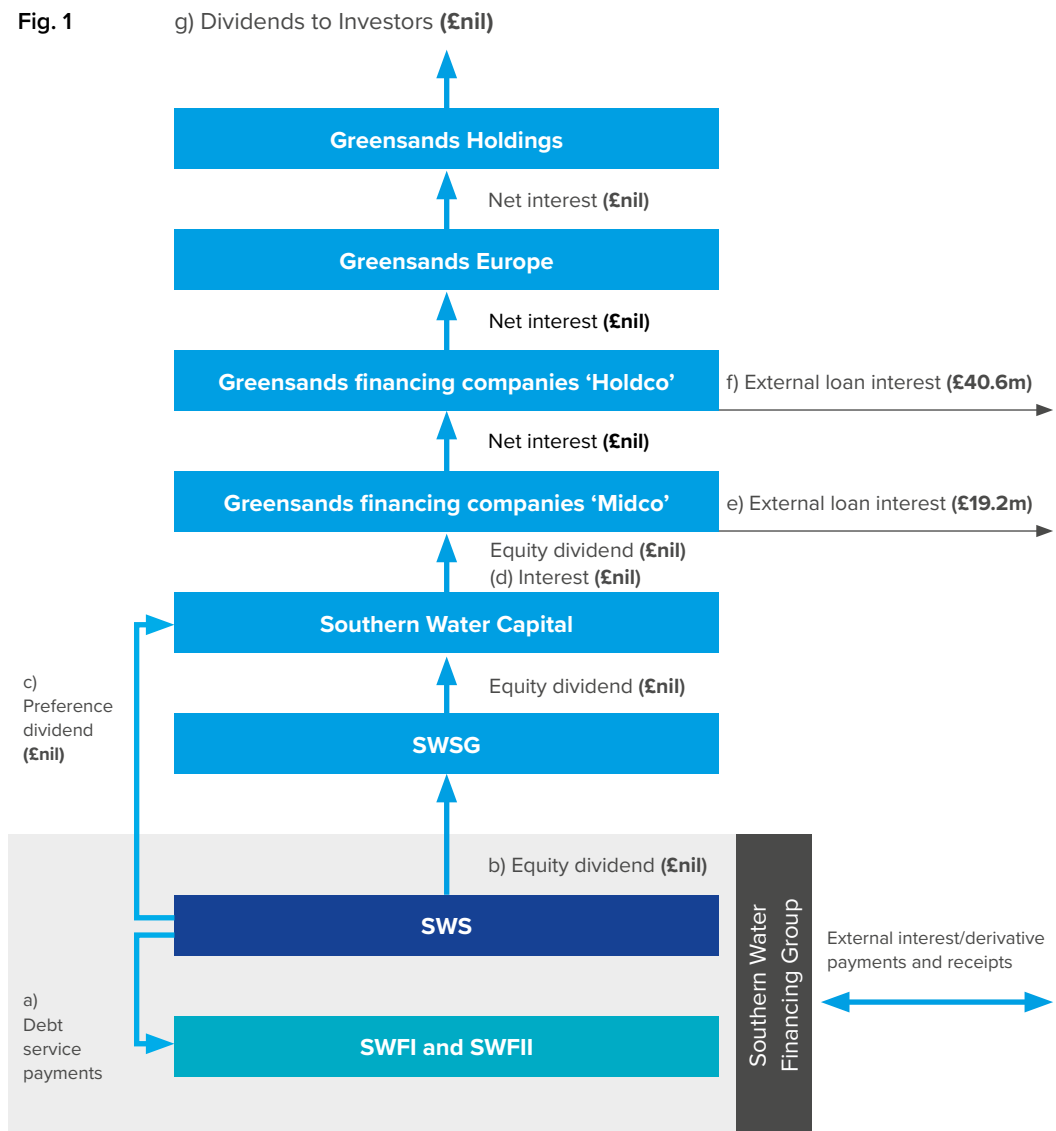 Fig. 1
g) Dividends to Investors (£nil)
Greensands Holdings
Net interest (£nil)
Greensands Europe
Net interest (£nil)
Greensands financing companies ‘Holdco’
f) External loan interest (£40.6m)
Net interest (£nil)
Greensands financing companies ‘Midco’
e) External loan interest (£19.2m)
Equity dividend (£nil)
(d) Interest (£nil)
Southern Water Capital
c)
Preference
dividend
(£nil)
Equity dividend (£nil)
SWSG
b) Equity dividend (£nil)
SWS
Southern Water
Financing Group
External interest/derivative
payments and receipts
a)
Debt
service
payments
SWFI and SWFII